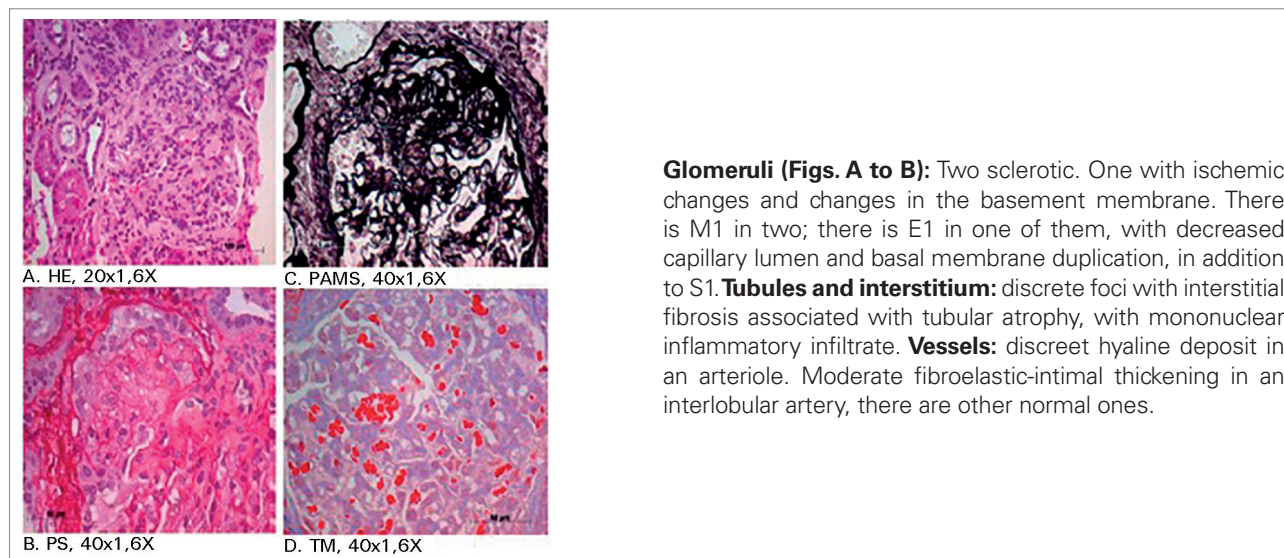 A. HE, 20x1,6X
C. PAMS, 40x1,6X
B. PS, 40x1,6X
D. TM, 40x1,6X
Glomeruli (Figs. A to B): Two sclerotic. One with ischemic
changes and changes in the basement membrane. There
is M1 in two; there is E1 in one of them, with decreased
capillary lumen and basal membrane duplication, in addition
to S1. Tubules and interstitium: discrete foci with interstitial
fibrosis associated with tubular atrophy, with mononuclear
inflammatory infiltrate. Vessels: discreet hyaline deposit in
an arteriole. Moderate fibroelastic-intimal thickening in an
interlobular artery, there are other normal ones.